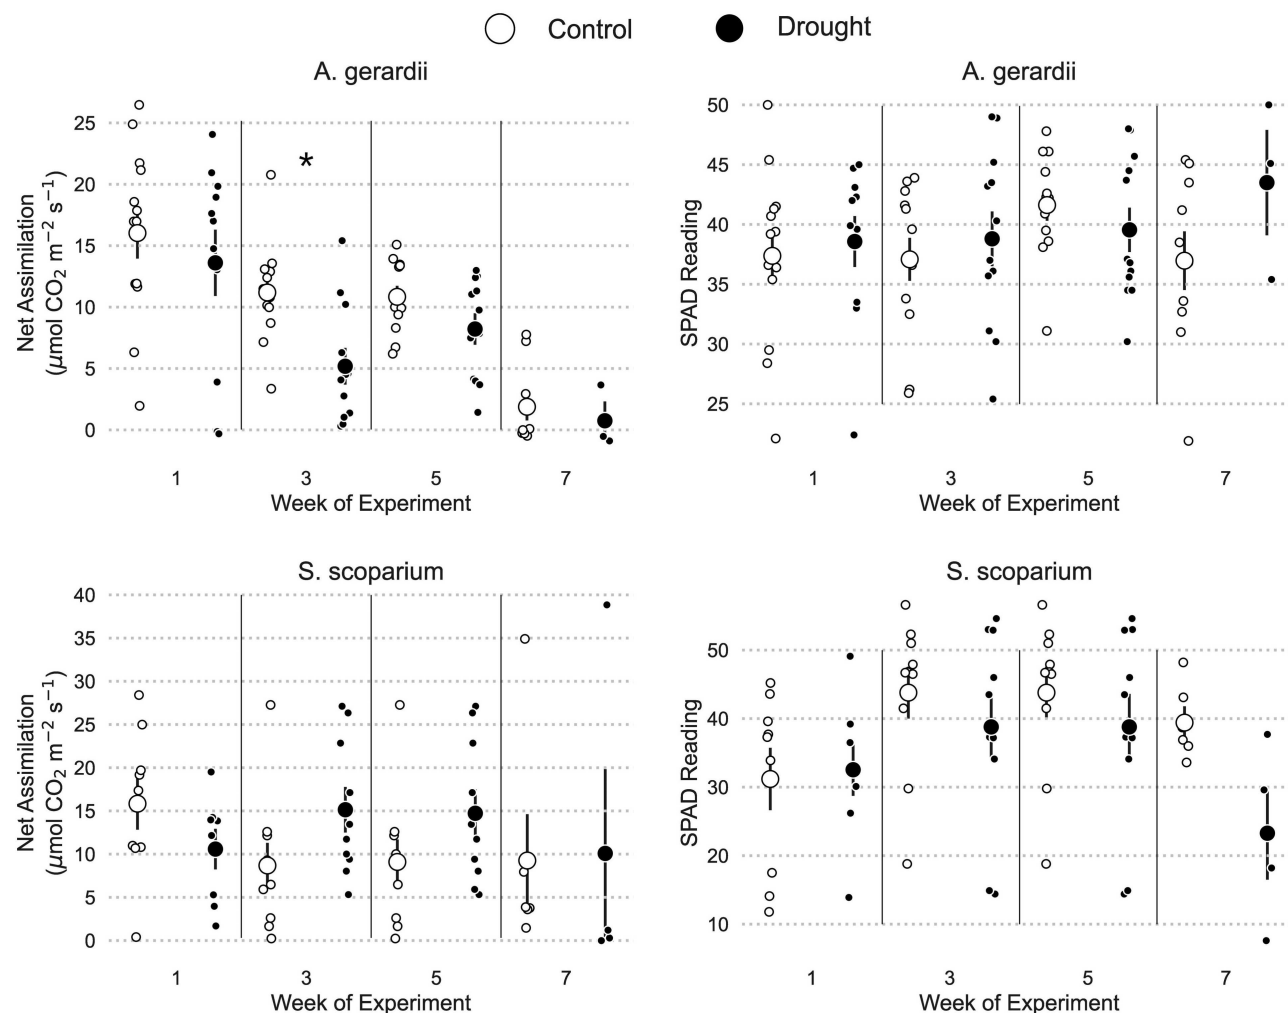 Control Drought
A. gerardii
25
20
15
10
5
0
Net Assimilation
(μmol CO₂ m⁻² s⁻¹)
*
1 3 5 7
Week of Experiment
A. gerardii
50
45
40
35
30
25
SPAD Reading
1 3 5 7
Week of Experiment
S. scoparium
40
35
30
25
20
15
10
5
0
Net Assimilation
(μmol CO₂ m⁻² s⁻¹)
1 3 5 7
Week of Experiment
S. scoparium
50
40
30
20
10
SPAD Reading
1 3 5 7
Week of Experiment